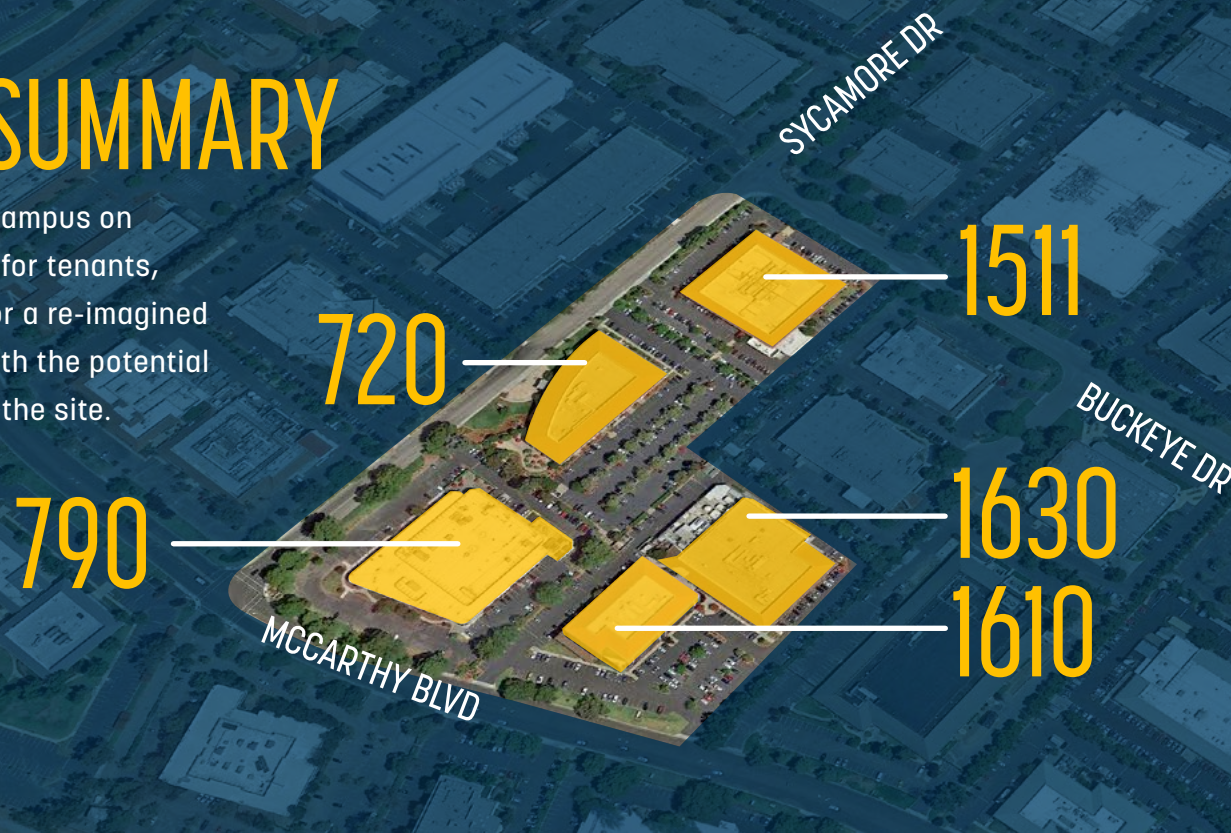 SUMMARY
ampus on
for tenants,
r a re-imagined
th the potential
the site.
SYCAMORE DR
1511
720
BUCKEYE DR
1630
790
1610
MCCARTHY BLVD